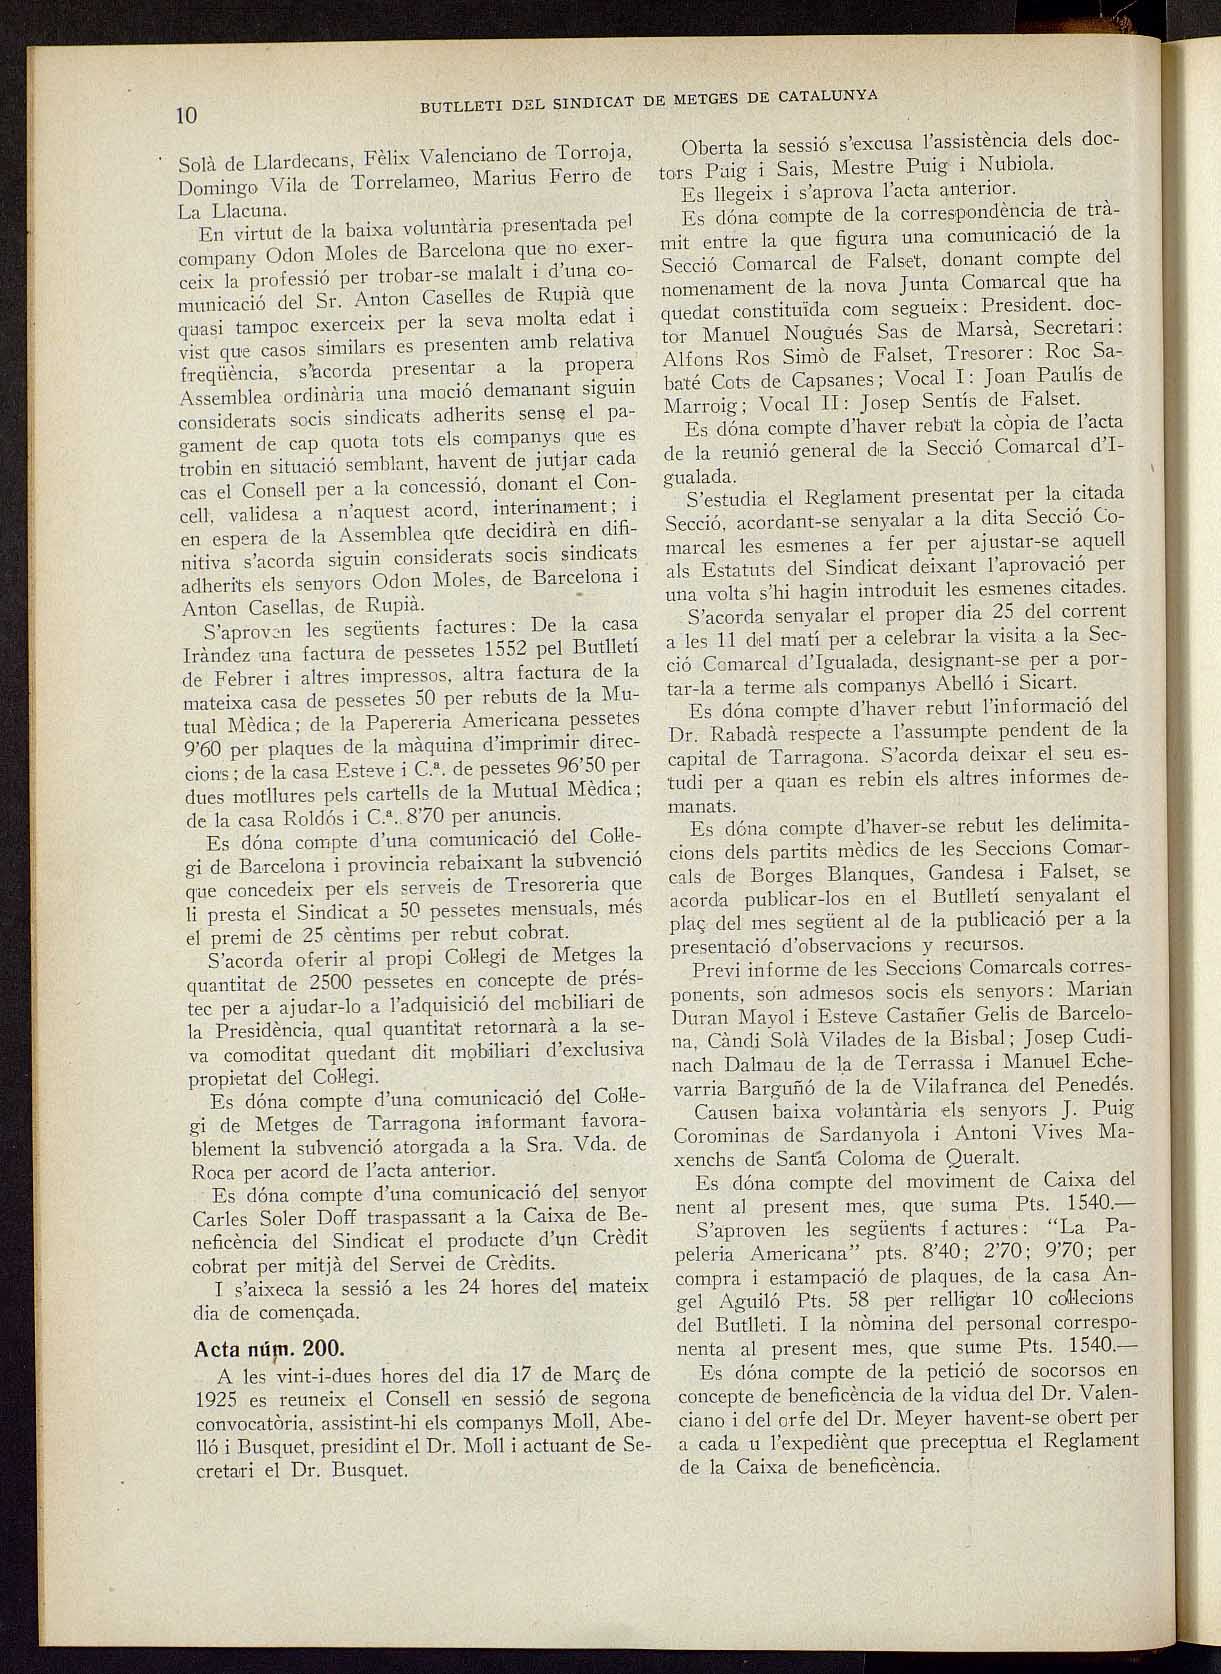 10
BUTLLETI DEL SINDICAT DE METGES DE CATALUNYA
Solà de Llardecans, Fèlix Valenciano de Torroja,
Domingo Vila de Torrelameo, Marius Ferro de
La Llacuna.
En virtut de la baixa voluntària presentada pel
company Odon Moles de Barcelona que no exer-
ceix la professió per trobar-se malalt i d'una co-
municació del Sr. Anton Caselles de Rupià que
quasi tampoc exerceix per la seva molta edat i
vist que casos similars es presenten amb relativa
freqüència, s'acorda presentar a la propera
Assemblea ordinària una moció demanant siguin
considerats socis sindicats adherits sense el pa-
gament de cap quota tots els companys que es
trobin en situació semblant, havent de jutjar cada
cas el Consell per a la concessió, donant el Con-
cell, validesa a n'aquest acord, interinament; i
en espera de la Assemblea que decidirà en difi-
nitiva s'acorda siguin considerats socis sindicats
adherits els senyors Odon Moles, de Barcelona i
Anton Casellas, de Rupià.
S'aproven les següents factures: De la casa
Iràndez una factura de pessetes 1552 pel Butlletí
de Febrer i altres impressos, altra factura de la
mateixa casa de pessetes 50 per rebuts de la Mu-
tual Mèdica; de la Papereria Americana pessetes
9'60 per plaques de la màquina d'imprimir direc-
cions; de la casa Esteve i C.ª. de pessetes 96'50 per
dues motllures pels cartells de la Mutual Mèdica;
de la casa Roldós i C.ª. 8'70 per anuncis.
Es dóna compte d'una comunicació del Col·le-
gi de Barcelona i provincia rebaixant la subvenció
que concedeix per els serveis de Tresoreria que
li presta el Sindicat a 50 pessetes mensuals, més
el premi de 25 cèntims per rebut cobrat.
S'acorda oferir al propi Col·legi de Metges la
quantitat de 2500 pessetes en concepte de prés-
tec per a ajudar-lo a l'adquisició del mobiliari de
la Presidència, qual quantitat retornarà a la se-
va comoditat quedant dit mobiliari d'exclusiva
propietat del Col·legi.
Es dóna compte d'una comunicació del Col·le-
gi de Metges de Tarragona informant favora-
blement la subvenció atorgada a la Sra. Vda. de
Roca per acord de l'acta anterior.
Es dóna compte d'una comunicació del senyor
Carles Soler Doff traspassant a la Caixa de Be-
neficència del Sindicat el producte d'un Crèdit
cobrat per mitjà del Servei de Crèdits.
I s'aixeca la sessió a les 24 hores del mateix
dia de començada.
Acta núm. 200.
A les vint-i-dues hores del dia 17 de Març de
1925 es reuneix el Consell en sessió de segona
convocatòria, assistint-hi els companys Moll, Abe-
lló i Busquet, presidint el Dr. Moll i actuant de Se-
cretari el Dr. Busquet.
Oberta la sessió s'excusa l'assistència dels doc-
tors Puig i Sais, Mestre Puig i Nubiola.
Es llegeix i s'aprova l'acta anterior.
Es dóna compte de la correspondència de trà-
mit entre la que figura una comunicació de la
Secció Comarcal de Falset, donant compte del
nomenament de la nova Junta Comarcal que ha
quedat constituïda com segueix: President. doc-
tor Manuel Nougués Sas de Marsà, Secretari:
Alfons Ros Simò de Falset, Tresorer: Roc Sa-
baté Cots de Capsanes; Vocal I: Joan Paulís de
Marroig; Vocal II: Josep Sentís de Falset.
Es dóna compte d'haver rebut la còpia de l'acta
de la reunió general de la Secció Comarcal d'I-
gualada.
S'estudia el Reglament presentat per la citada
Secció, acordant-se senyalar a la dita Secció Co-
marcal les esmenes a fer per ajustar-se aquell
als Estatuts del Sindicat deixant l'aprovació per
una volta s'hi hagin introduit les esmenes citades.
S'acorda senyalar el proper dia 25 del corrent
a les 11 del matí per a celebrar la visita a la Sec-
ció Comarcal d'Igualada, designant-se per a por-
tar-la a terme als companys Abelló i Sicart.
Es dóna compte d'haver rebut l'informació del
Dr. Rabadà respecte a l'assumpte pendent de la
capital de Tarragona. S'acorda deixar el seu es-
tudi per a quan es rebin els altres informes de-
manats.
Es dóna compte d'haver-se rebut les delimita-
cions dels partits mèdics de les Seccions Comar-
cals de Borges Blanques, Gandesa i Falset, se
acorda publicar-los en el Butlletí senyalant el
plaç del mes següent al de la publicació per a la
presentació d'observacions y recursos.
Previ informe de les Seccions Comarcals corres-
ponents, són admesos socis els senyors: Marian
Duran Mayol i Esteve Castañer Gelis de Barcelo-
na, Càndi Solà Vilades de la Bisbal; Josep Cudi-
nach Dalmau de la de Terrassa i Manuel Eche-
varria Barguñó de la de Vilafranca del Penedés.
Causen baixa voluntària els senyors J. Puig
Corominas de Sardanyola i Antoni Vives Ma-
xenchs de Santa Coloma de Queralt.
Es dóna compte del moviment de Caixa del
nent al present mes, que suma Pts. 1540.—
S'aproven les següents factures: "La Pa-
peleria Americana" pts. 8'40; 2'70; 9'70; per
compra i estampació de plaques, de la casa An-
gel Aguiló Pts. 58 per relligar 10 col·lecions
del Butlleti. I la nòmina del personal correspo-
nenta al present mes, que sume Pts. 1540.—
Es dóna compte de la petició de socorsos en
concepte de beneficència de la vidua del Dr. Valen-
ciano i del orfe del Dr. Meyer havent-se obert per
a cada u l'expediènt que preceptua el Reglament
de la Caixa de beneficència.